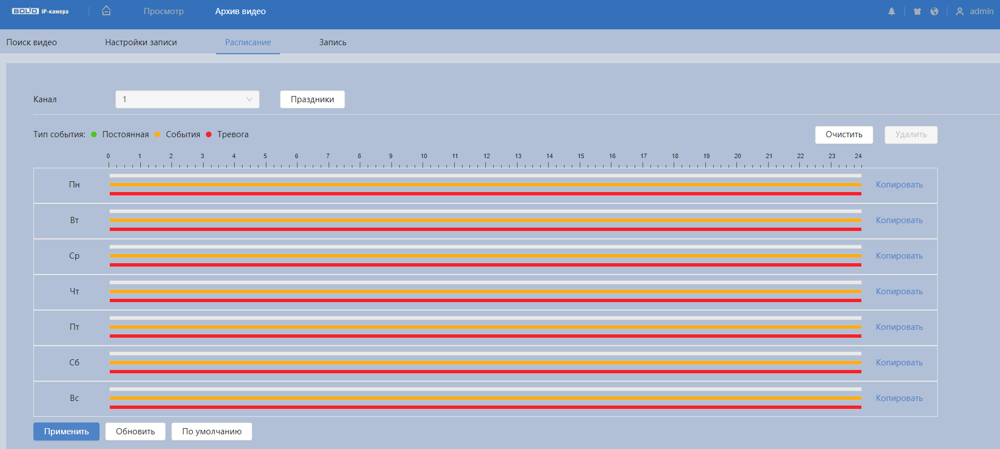 BOLID IP-камера Просмотр Архив видео admin
Поиск видео Настройки записи Расписание Запись
Канал 1 Праздники
Тип события: Постоянная События Тревога Очистить Удалить
0 1 2 3 4 5 6 7 8 9 10 11 12 13 14 15 16 17 18 19 20 21 22 23 24
Пн Копировать
Вт Копировать
Ср Копировать
Чт Копировать
Пт Копировать
Сб Копировать
Вс Копировать
Применить Обновить По умолчанию